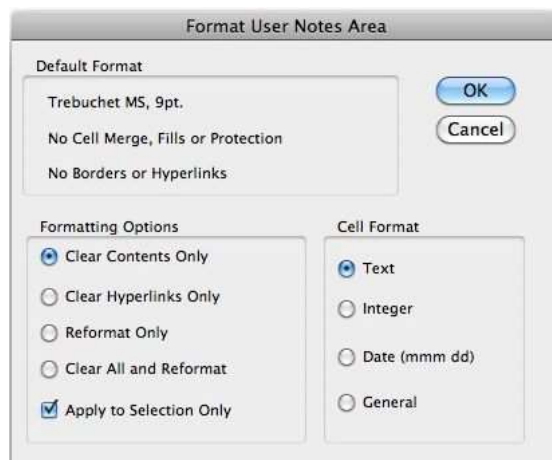 Format User Notes Area
Default Format
Trebuchet MS, 9pt.
No Cell Merge, Fills or Protection
No Borders or Hyperlinks
OK
Cancel
Formatting Options
Clear Contents Only
Clear Hyperlinks Only
Reformat Only
Clear All and Reformat
Apply to Selection Only
Cell Format
Text
Integer
Date (mmm dd)
General